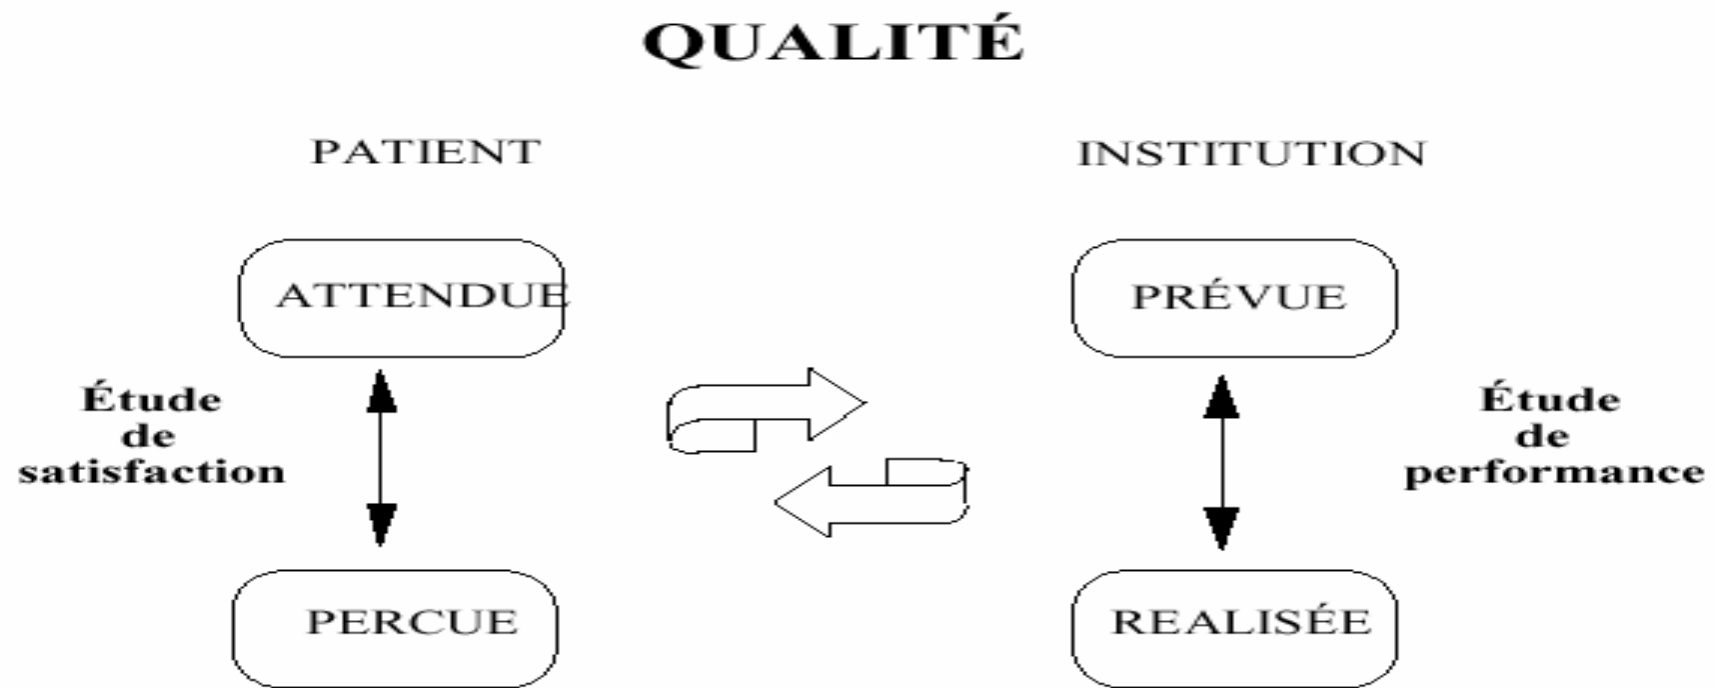 QUALITÉ
PATIENT
INSTITUTION
ATTENDUE
PRÉVUE
Étude
de
satisfaction
Étude
de
performance
PERCUE
REALISÉE